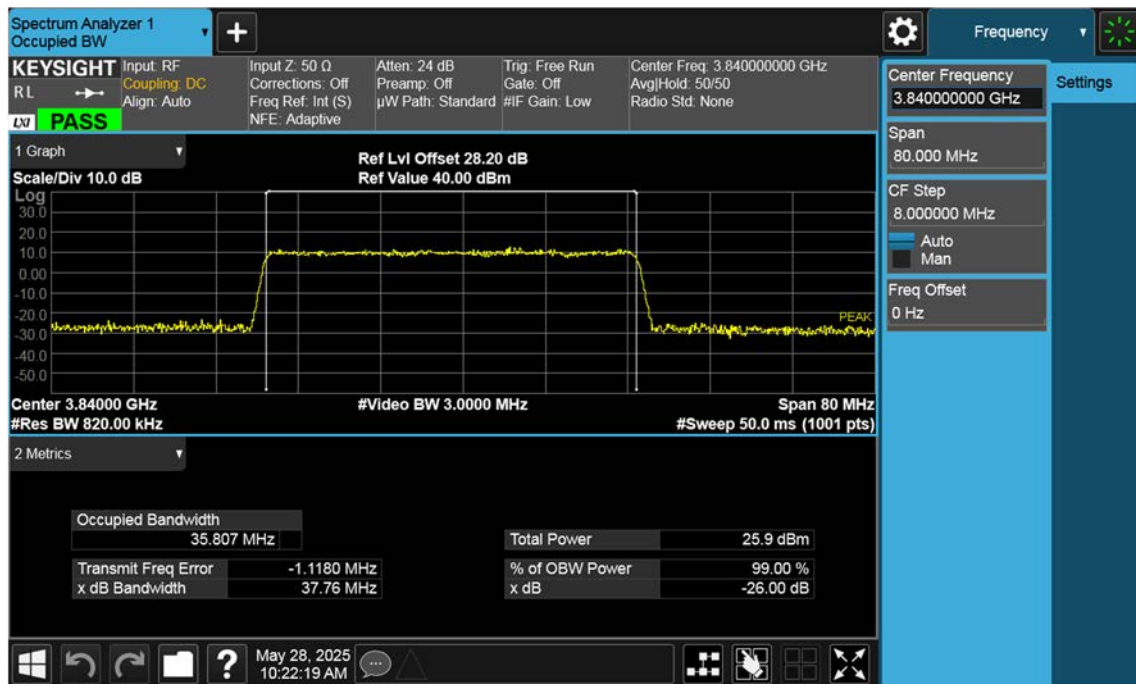 Spectrum Analyzer 1
Occupied BW
+
Frequency
KEYSIGHT
RL
LXI
PASS
Input: RF
Coupling: DC
Align: Auto
Input Z: 50 Ω
Corrections: Off
Freq Ref: Int (S)
NFE: Adaptive
Atten: 24 dB
Preamp: Off
µW Path: Standard
Trig: Free Run
Gate: Off
#IF Gain: Low
Center Freq: 3.840000000 GHz
Avg|Hold: 50/50
Radio Std: None
Center Frequency
3.840000000 GHz
Settings
Span
80.000 MHz
CF Step
8.000000 MHz
Auto
Man
Freq Offset
0 Hz
1 Graph
Scale/Div 10.0 dB
Ref Lvl Offset 28.20 dB
Ref Value 40.00 dBm
Log
30.0
20.0
10.0
0.00
-10.0
-20.0
-30.0
-40.0
-50.0
PEAK
Center 3.84000 GHz
#Video BW 3.0000 MHz
Span 80 MHz
#Res BW 820.00 kHz
#Sweep 50.0 ms (1001 pts)
2 Metrics
Occupied Bandwidth
35.807 MHz
Total Power 25.9 dBm
Transmit Freq Error -1.1180 MHz
% of OBW Power 99.00 %
x dB Bandwidth 37.76 MHz
x dB -26.00 dB
?
May 28, 2025
10:22:19 AM